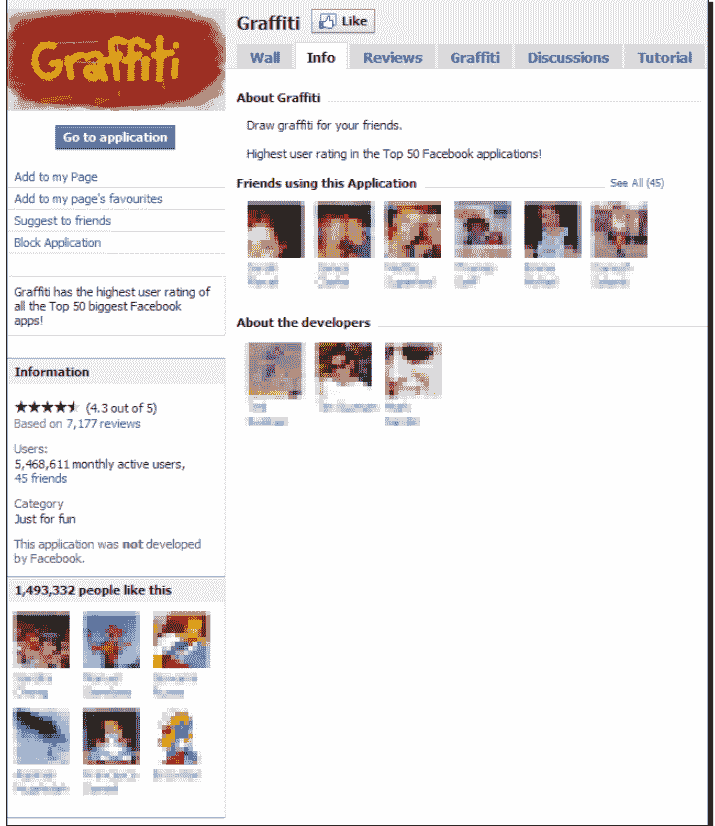 Graffiti
Go to application
Add to my Page
Add to my page's favourites
Suggest to friends
Block Application
Graffiti has the highest user rating of
all the Top 50 biggest Facebook
apps!
Information
(4.3 out of 5)
Based on 7,177 reviews
Users:
5,468,611 monthly active users,
45 friends
Category
Just for fun
This application was not developed
by Facebook.
1,493,332 people like this
Graffiti Like
Wall Info Reviews Graffiti Discussions Tutorial
About Graffiti
Draw graffiti for your friends.
Highest user rating in the Top 50 Facebook applications!
Friends using this Application See All (45)
About the developers